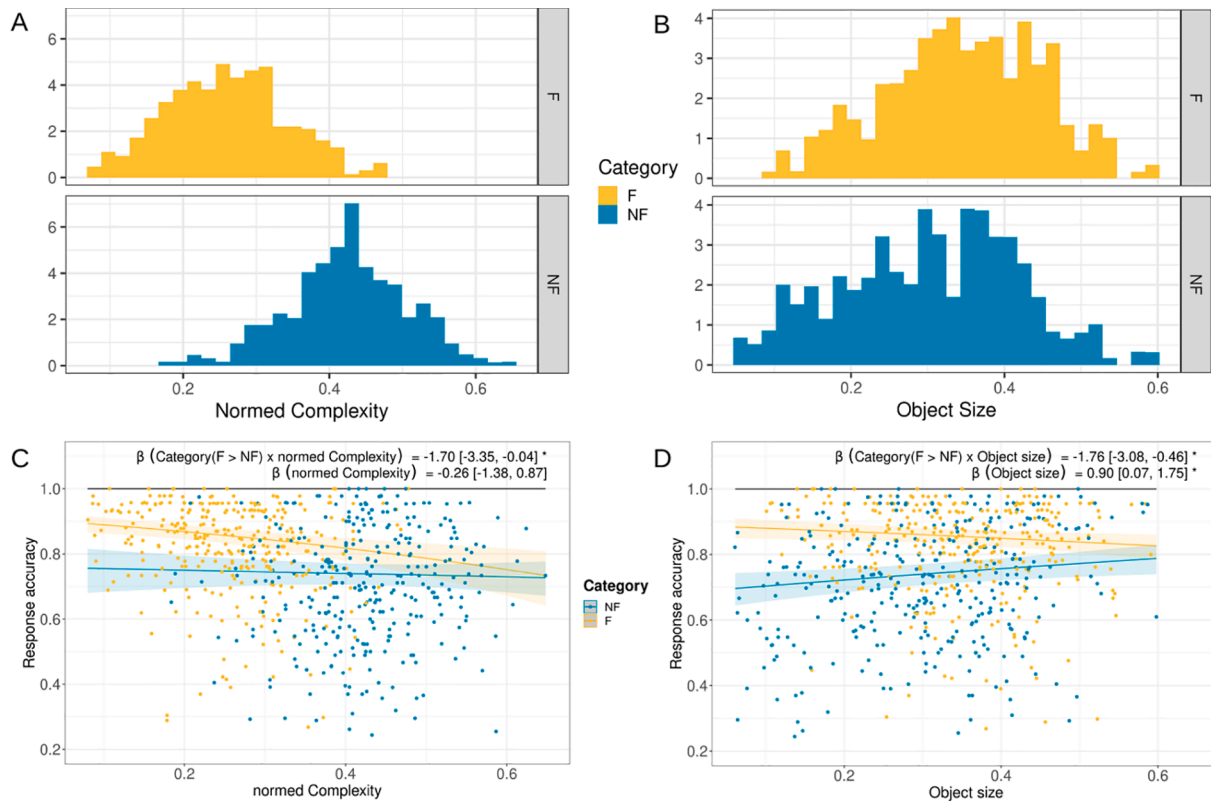 A
6
4
2
0
F
6
4
2
0
NF
0.2
0.4
0.6
Normed Complexity
Category
F
NF
B
4
3
2
1
0
F
4
3
2
1
0
NF
0.2
0.4
0.6
Object Size
C
β (Category(F > NF) x normed Complexity) = -1.70 [-3.35, -0.04] *
β (normed Complexity) = -0.26 [-1.38, 0.87]
1.0
0.8
0.6
0.4
0.2
Response accuracy
0.2
0.4
0.6
normed Complexity
Category
NF
F
D
β (Category(F > NF) x Object size) = -1.76 [-3.08, -0.46] *
β (Object size) = 0.90 [0.07, 1.75] *
1.0
0.8
0.6
0.4
0.2
Response accuracy
0.2
0.4
0.6
Object size